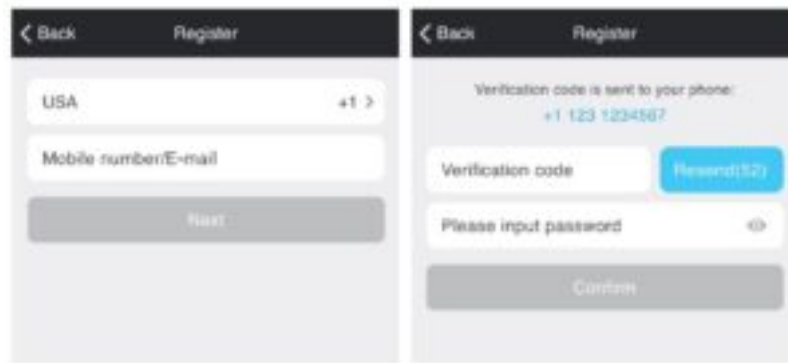 Back Register
USA +1
Mobile number/E-mail
Next
Back Register
Verification code is sent to your phone:
+1 123 1234567
Verification code Resend(52)
Please input password
Confirm